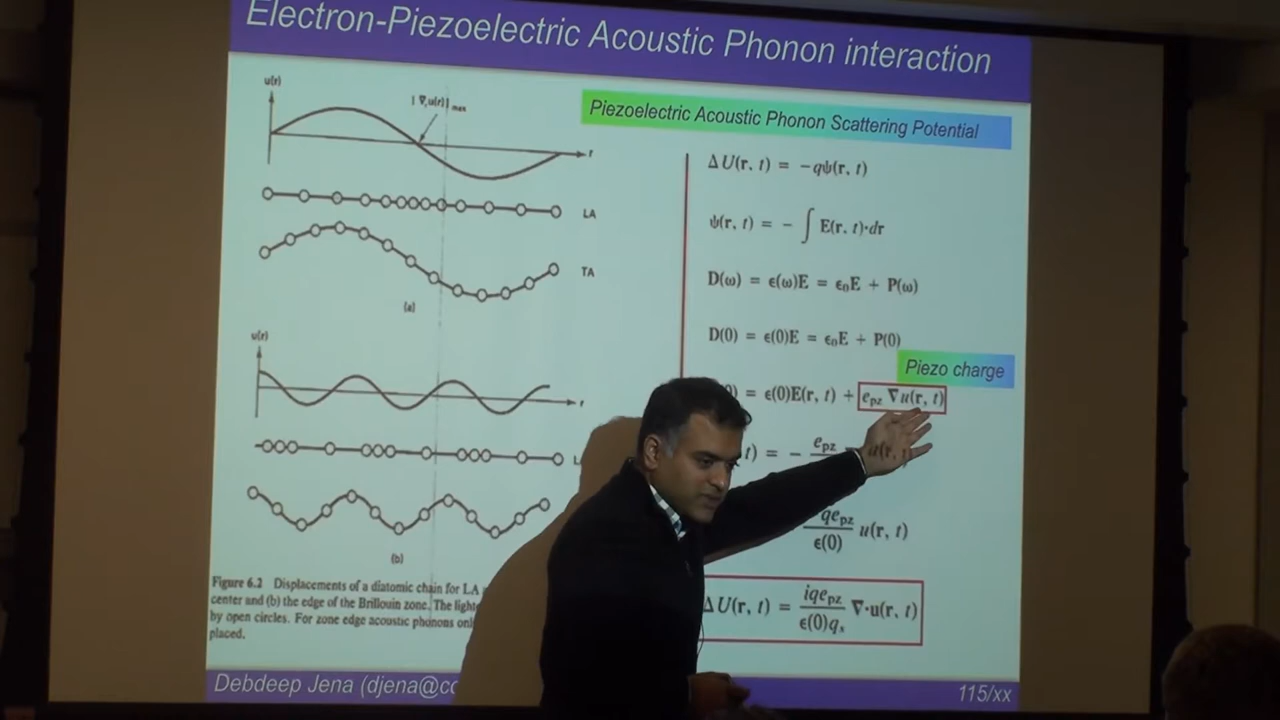 Electron-Piezoelectric Acoustic Phonon interaction
u(r)
| ∇ᵣu(r) | max
r
LA
TA
(a)
u(r)
r
L
(b)
Figure 6.2 Displacements of a diatomic chain for LA
center and (b) the edge of the Brillouin zone. The light
by open circles. For zone edge acoustic phonons onl
placed.
Piezoelectric Acoustic Phonon Scattering Potential
ΔU(r, t) = −qψ(r, t)
ψ(r, t) = − ∫ E(r, t)·dr
D(ω) = ϵ(ω)E = ϵ₀E + P(ω)
D(0) = ϵ(0)E = ϵ₀E + P(0)
Piezo charge
0) = ϵ(0)E(r, t) + e_pz ∇u(r, t)
t) = − e_pz u(r, t)
qe_pz / ϵ(0) u(r, t)
ΔU(r, t) = iqe_pz / ϵ(0)qₛ ∇·u(r, t)
Debdeep Jena (djena@co
115/xx